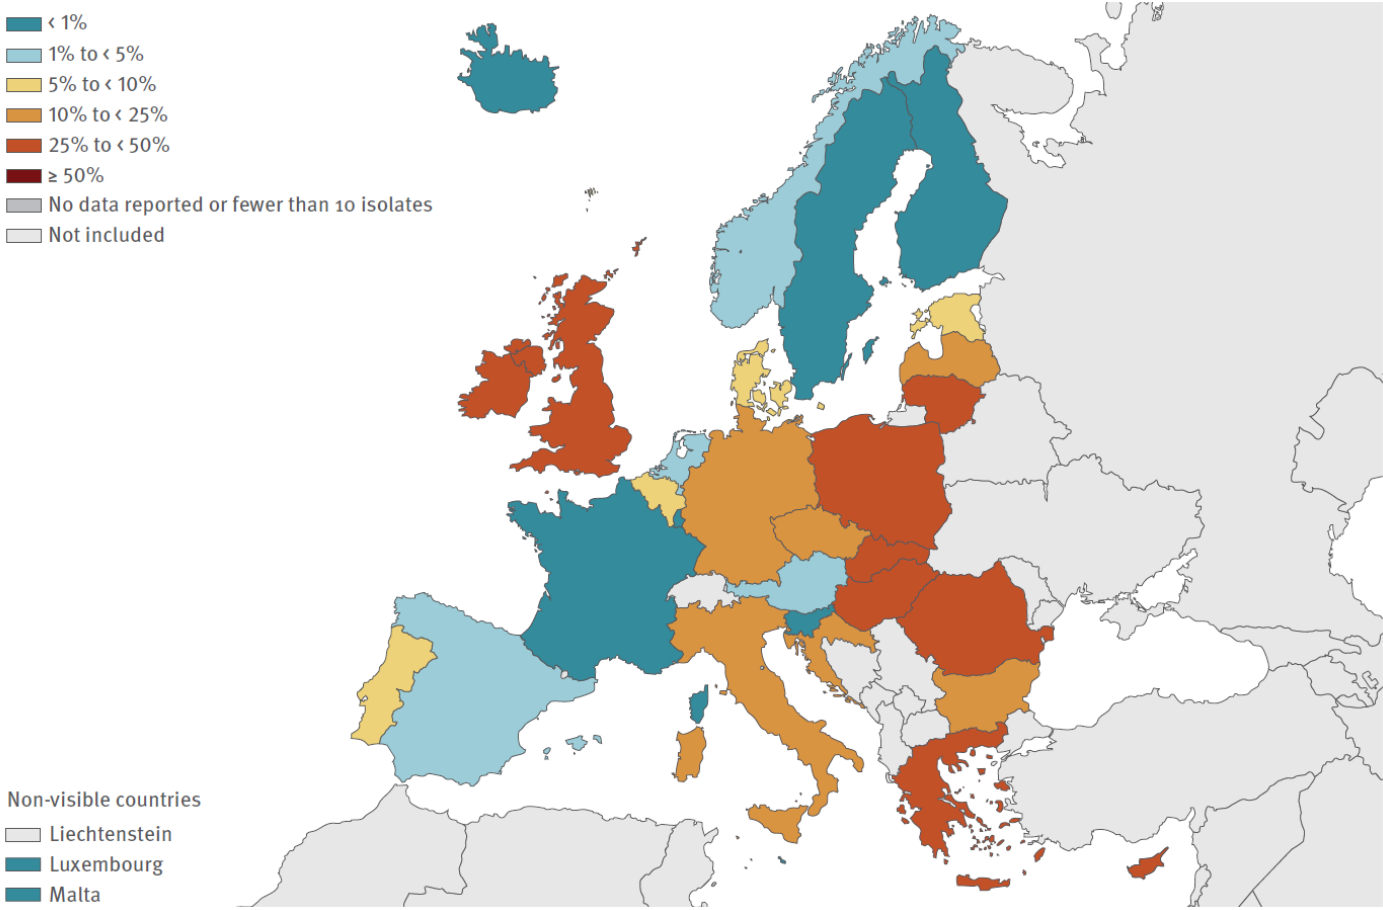 < 1%
1% to < 5%
5% to < 10%
10% to < 25%
25% to < 50%
≥ 50%
No data reported or fewer than 10 isolates
Not included
Non-visible countries
Liechtenstein
Luxembourg
Malta